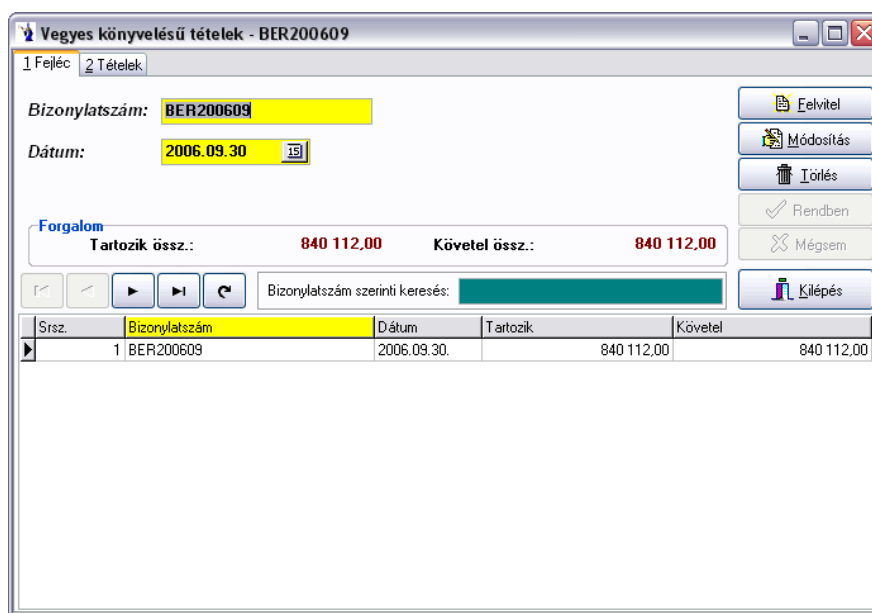 Vegyes könyvelésű tételek - BER200609
1 Fejléc 2 Tételek
Bizonylatszám: BER200609
Felvitel
Módosítás
Dátum: 2006.09.30 15
Törlés
Rendben
Forgalom
Tartozik össz.: 840 112,00 Követel össz.: 840 112,00
Mégsem
Bizonylatszám szerinti keresés:
Kilépés
Srsz. Bizonylatszám Dátum Tartozik Követel
1 BER200609 2006.09.30. 840 112,00 840 112,00